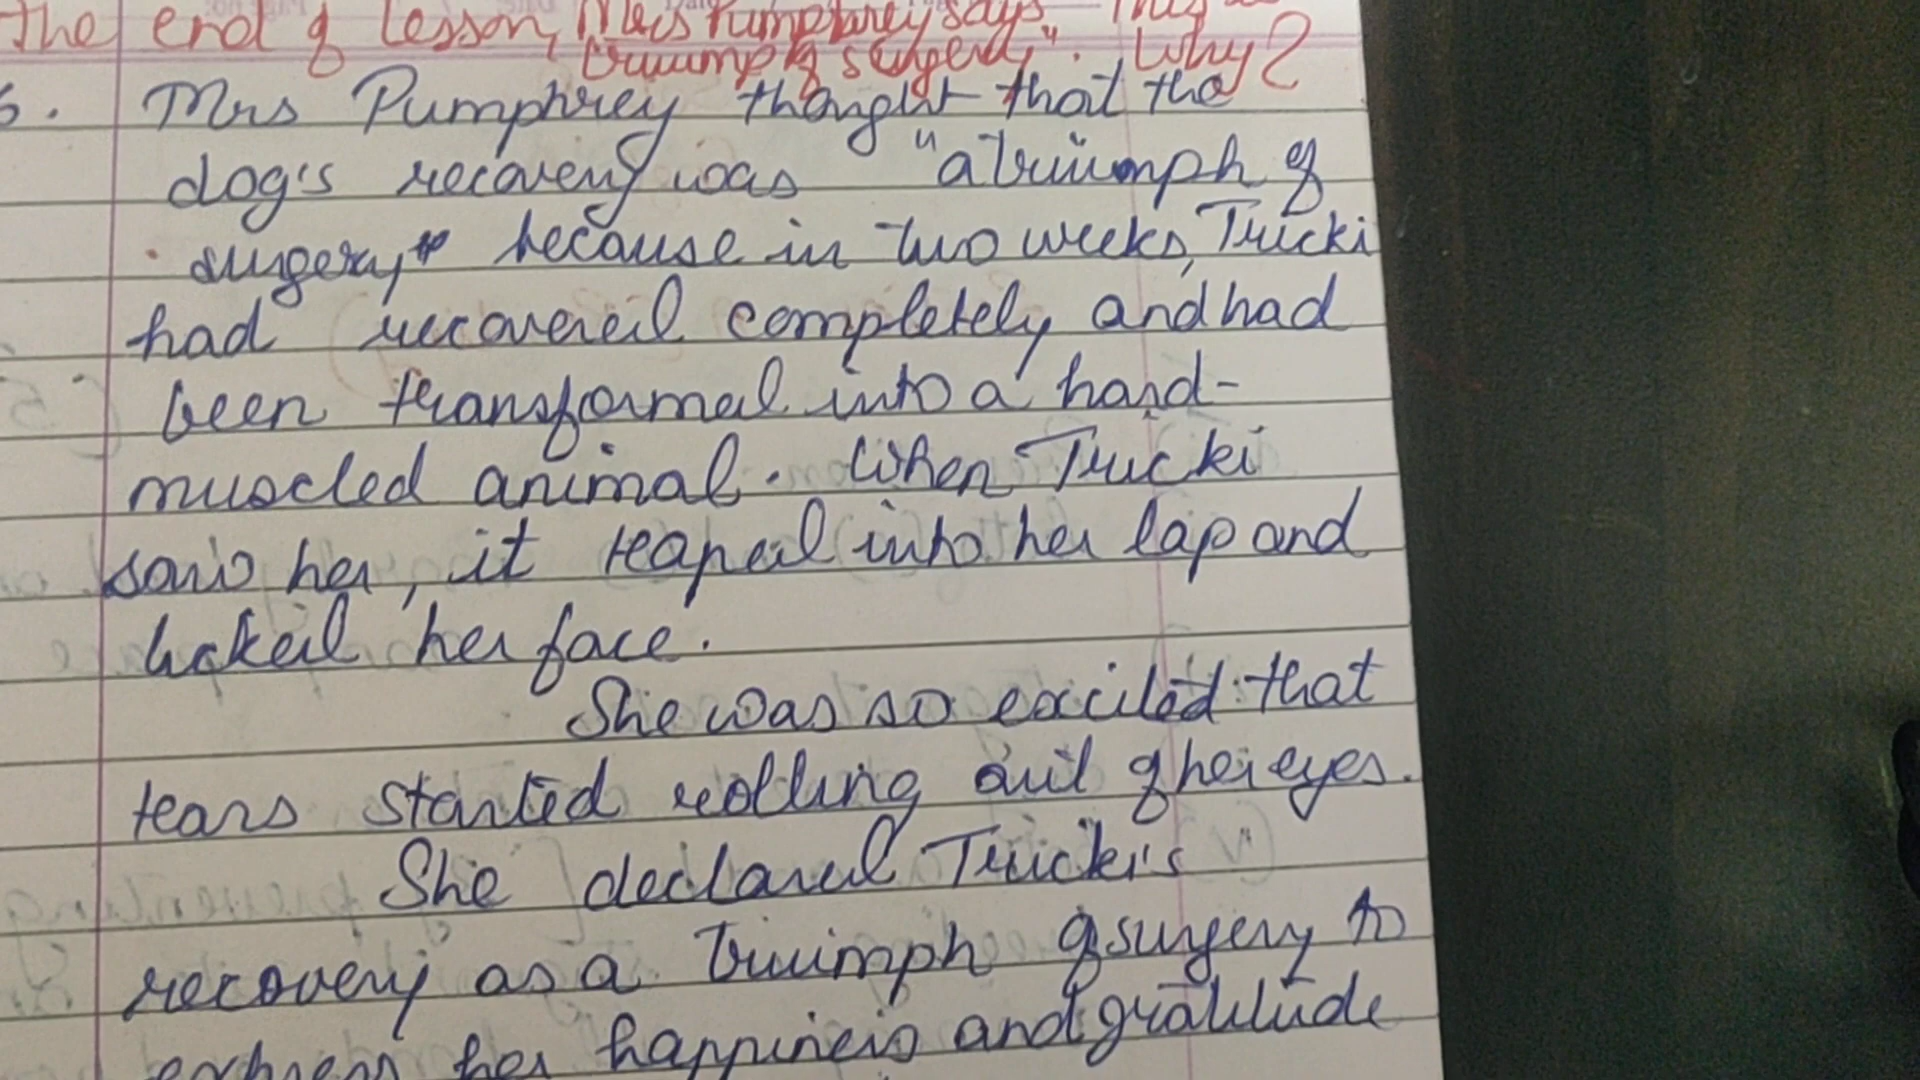 the end of lesson, Mrs Pumphrey says "This is
triump of surgery". Why?
6. Mrs Pumphrey thought that the
dog's recovery was "a triumph of
surgery" because in two weeks, Tricki
had recovered completely and had
been transformed into a hard-
muscled animal. When Tricki
saw her, it leaped into her lap and
licked her face.
She was so excited that
tears started rolling out of her eyes.
She declared Tricki's
recovery as a triumph of surgery to
express her happiness and gratitude